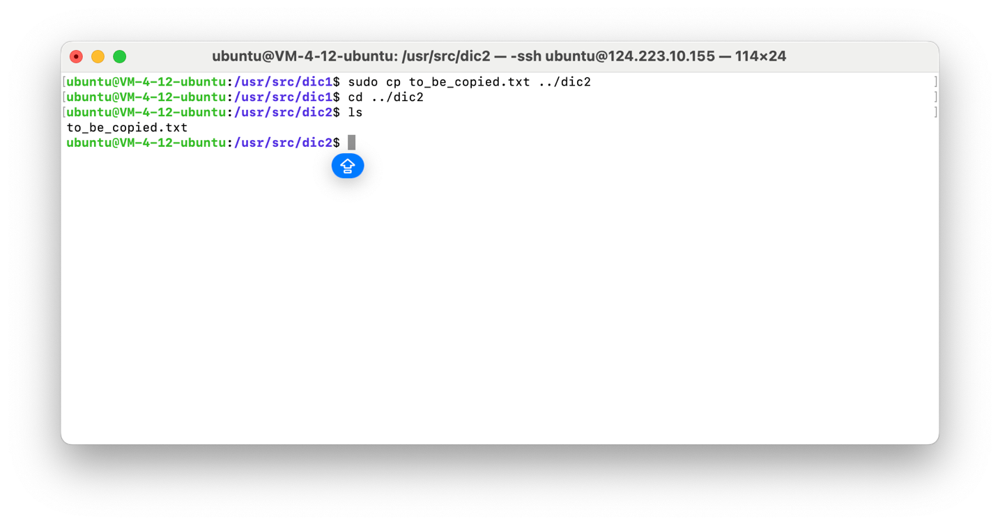 ubuntu@VM-4-12-ubuntu: /usr/src/dic2 — -ssh ubuntu@124.223.10.155 — 114×24
[ubuntu@VM-4-12-ubuntu:/usr/src/dic1$ sudo cp to_be_copied.txt ../dic2 ]
[ubuntu@VM-4-12-ubuntu:/usr/src/dic1$ cd ../dic2 ]
[ubuntu@VM-4-12-ubuntu:/usr/src/dic2$ ls ]
to_be_copied.txt
ubuntu@VM-4-12-ubuntu:/usr/src/dic2$